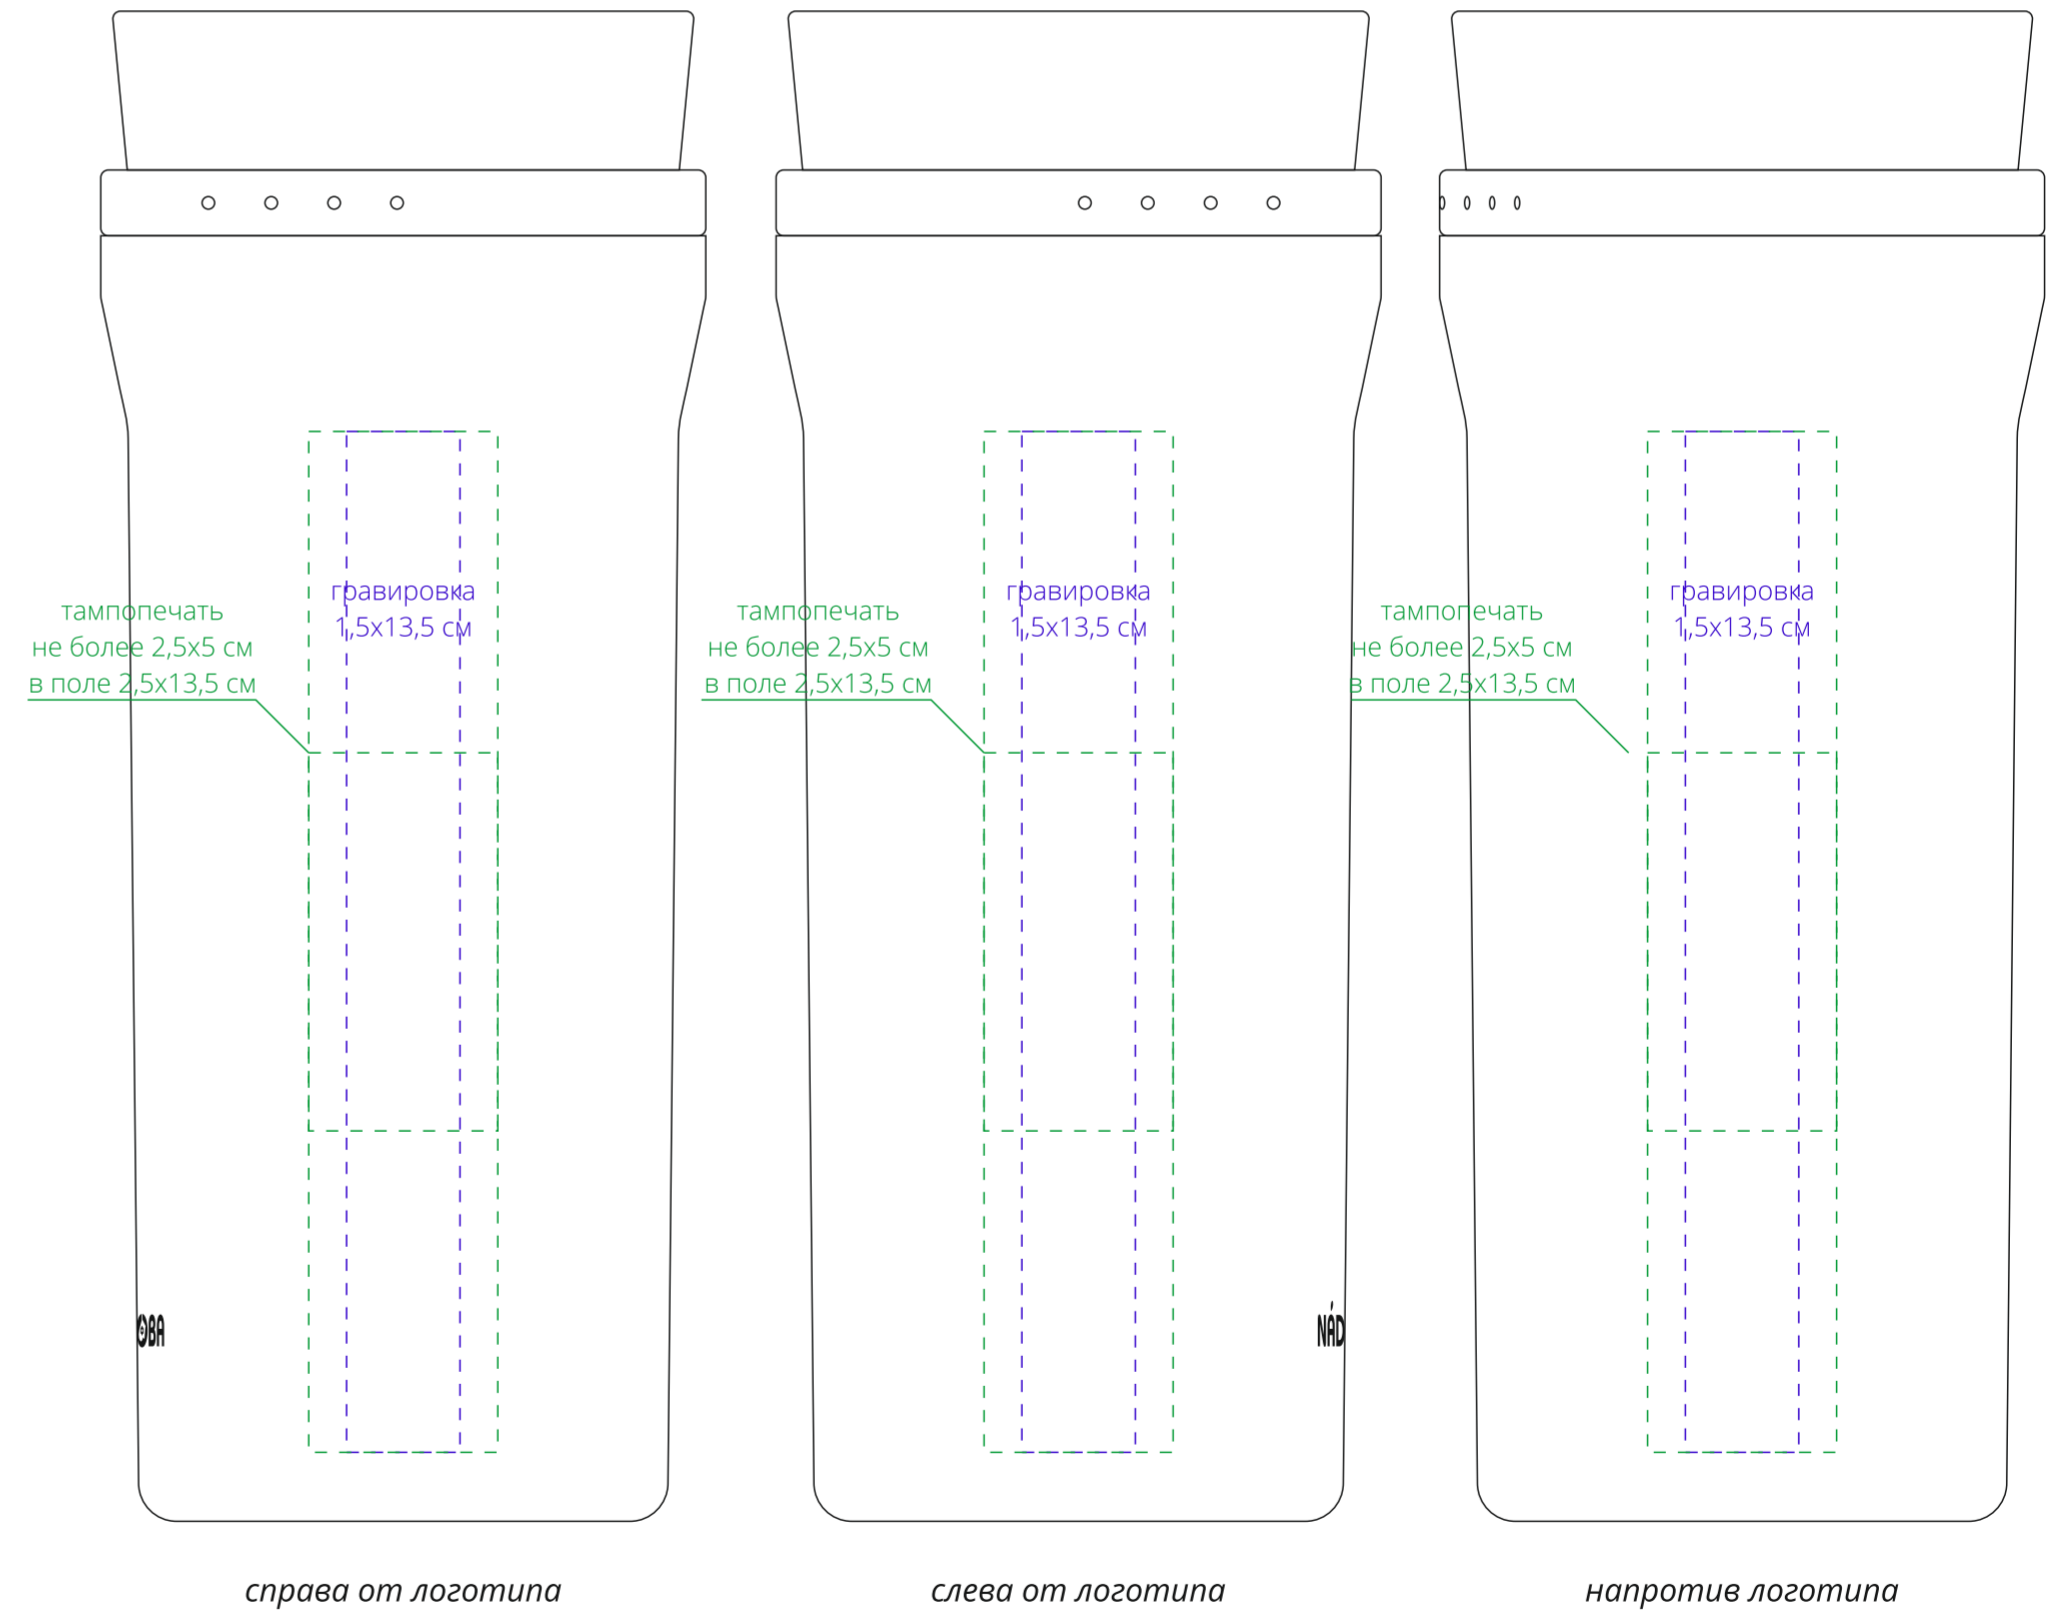 гравировка
1,5х13,5 см
тампопечать
не более 2,5х5 см
в поле 2,5х13,5 см
гравировка
1,5х13,5 см
тампопечать
не более 2,5х5 см
в поле 2,5х13,5 см
гравировка
1,5х13,5 см
тампопечать
не более 2,5х5 см
в поле 2,5х13,5 см
ОВА
NÁD
справа от логотипа
слева от логотипа
напротив логотипа